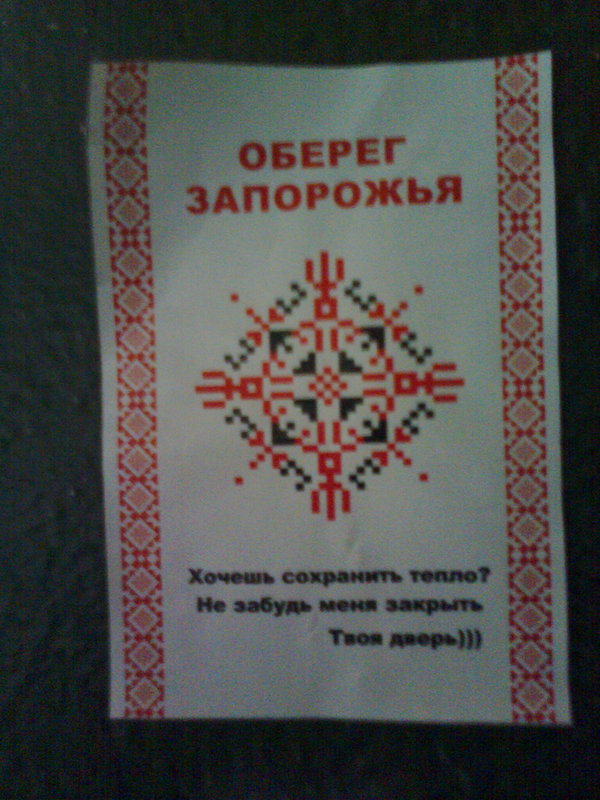 ОБЕРЕГ
ЗАПОРОЖЬЯ
Хочешь сохранить тепло?
Не забудь меня закрыть
Твоя дверь)))